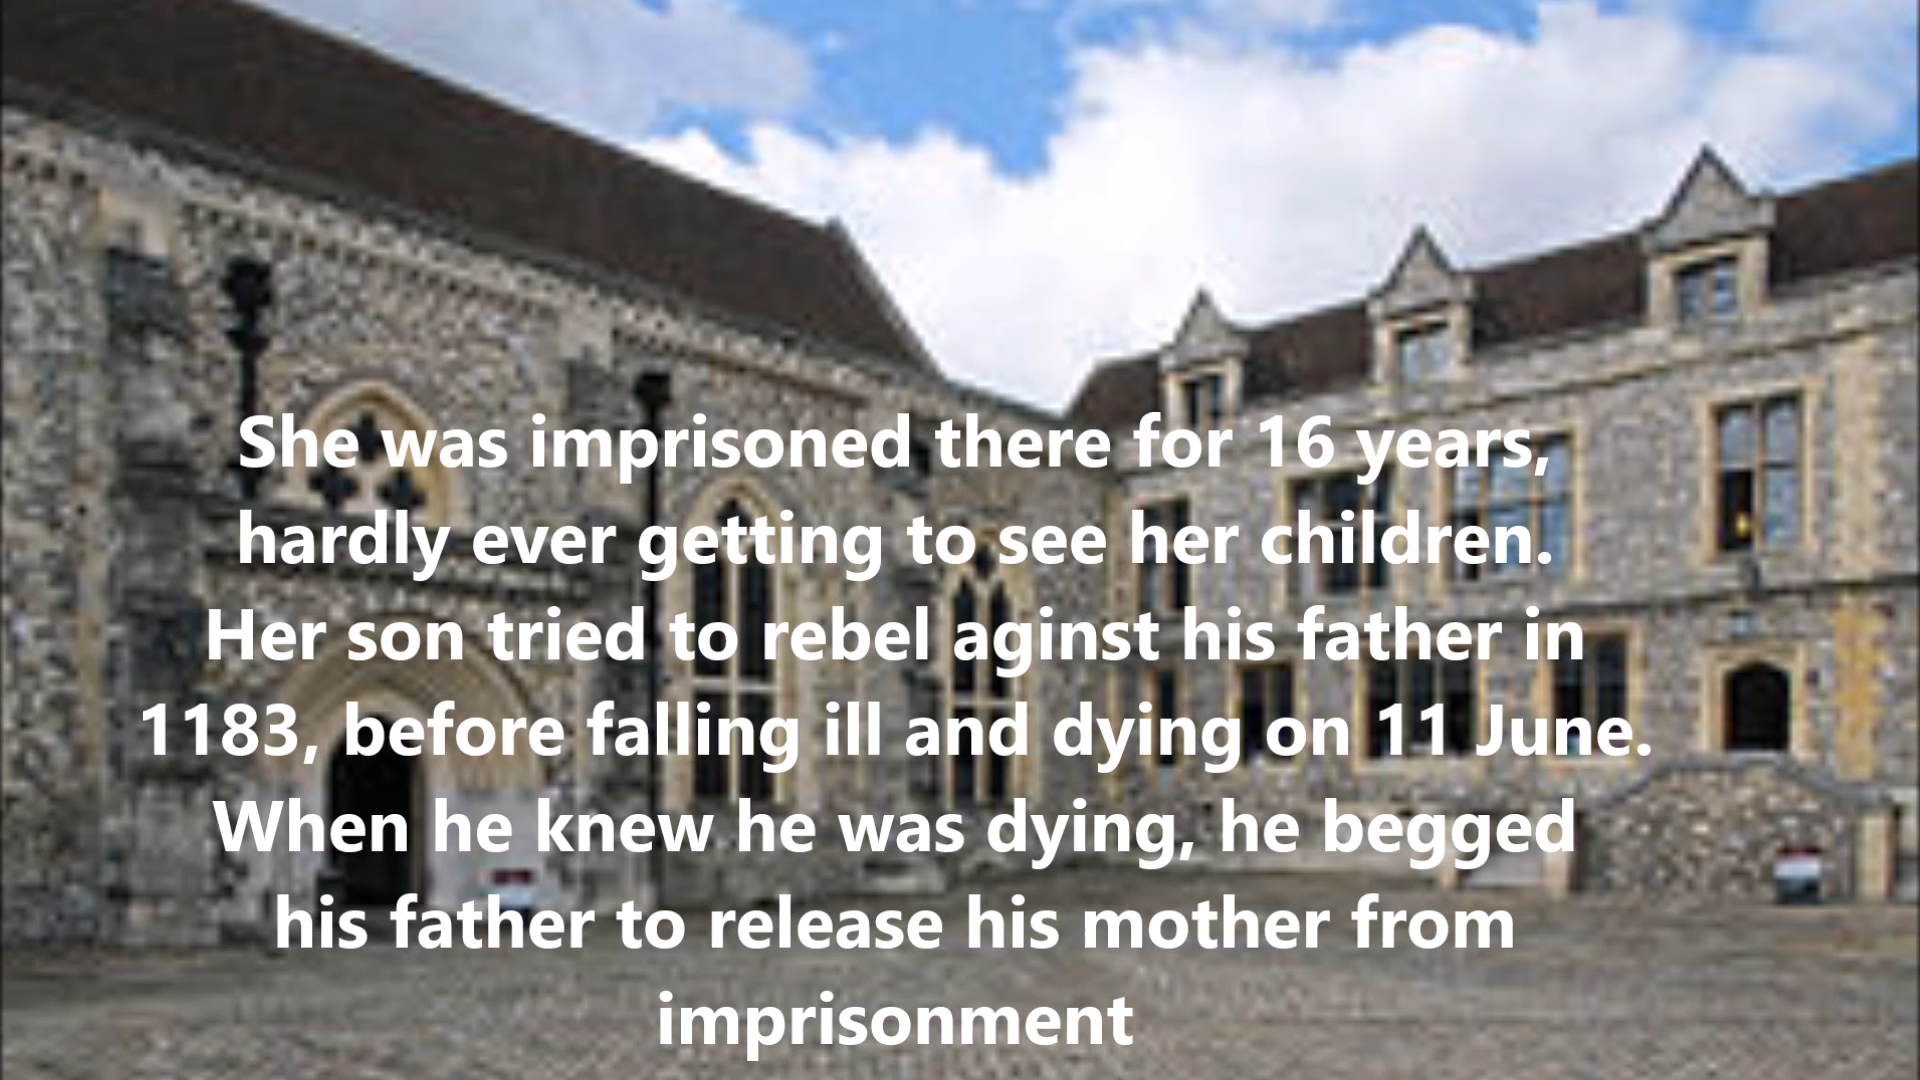 She was imprisoned there for 16 years,
hardly ever getting to see her children.
Her son tried to rebel aginst his father in
1183, before falling ill and dying on 11 June.
When he knew he was dying, he begged
his father to release his mother from
imprisonment